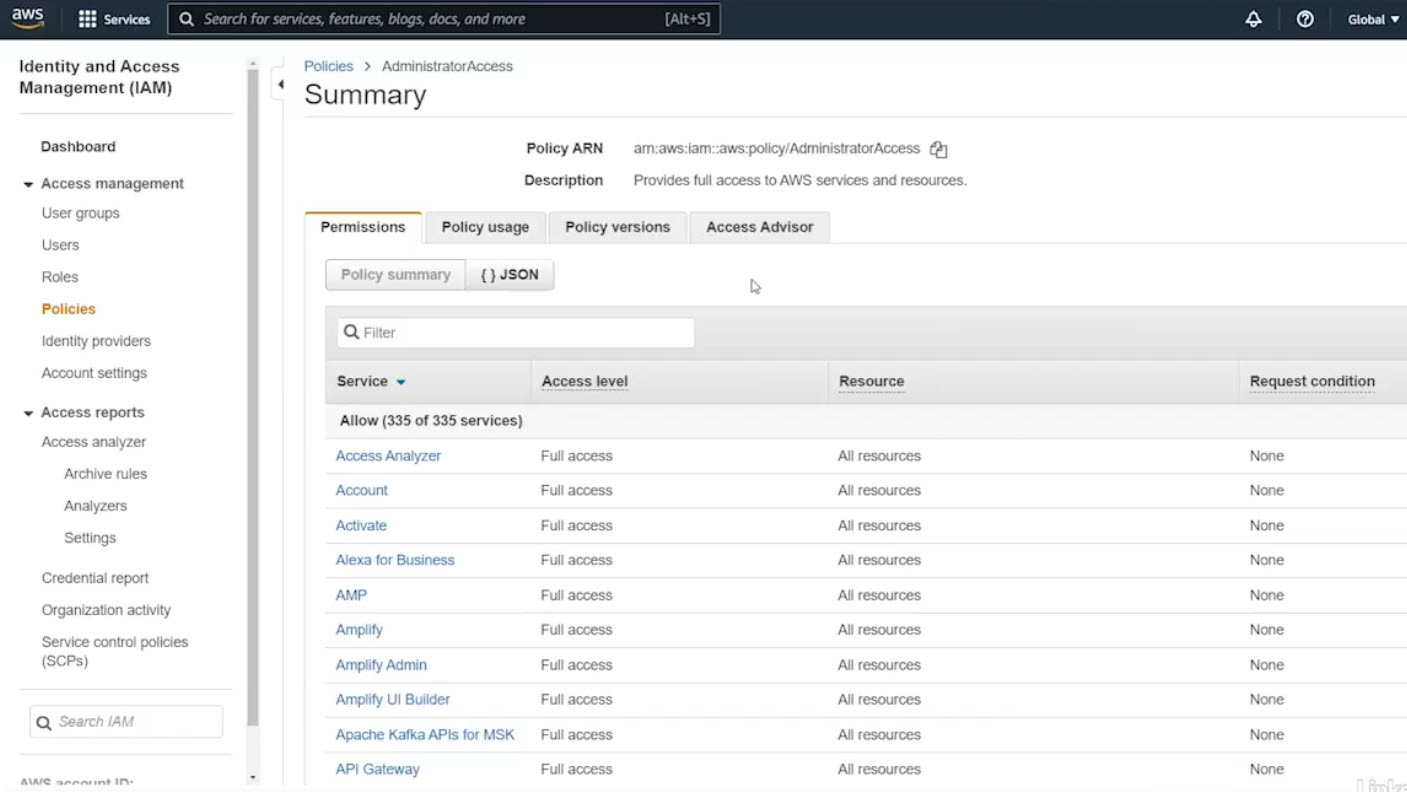 aws
Services
Search for services, features, blogs, docs, and more [Alt+S]
Global
Identity and Access
Management (IAM)
Dashboard
Access management
User groups
Users
Roles
Policies
Identity providers
Account settings
Access reports
Access analyzer
Archive rules
Analyzers
Settings
Credential report
Organization activity
Service control policies
(SCPs)
Search IAM
AWS account ID:
Policies > AdministratorAccess
Summary
Policy ARN arn:aws:iam::aws:policy/AdministratorAccess
Description Provides full access to AWS services and resources.
Permissions Policy usage Policy versions Access Advisor
Policy summary { } JSON
Filter
Service Access level Resource Request condition
Allow (335 of 335 services)
Access Analyzer Full access All resources None
Account Full access All resources None
Activate Full access All resources None
Alexa for Business Full access All resources None
AMP Full access All resources None
Amplify Full access All resources None
Amplify Admin Full access All resources None
Amplify UI Builder Full access All resources None
Apache Kafka APIs for MSK Full access All resources None
API Gateway Full access All resources None